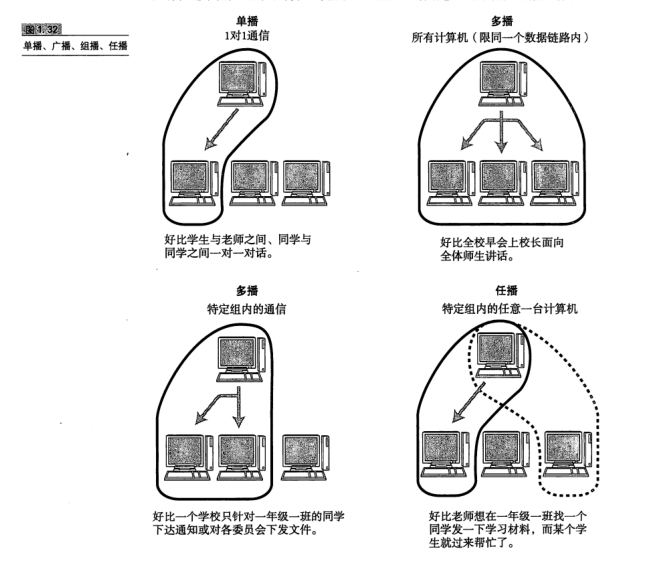 图1.32
单播、广播、组播、任播
单播
1对1通信
好比学生与老师之间、同学与
同学之间一对一对话。
多播
所有计算机（限同一个数据链路内）
好比全校早会上校长面向
全体师生讲话。
多播
特定组内的通信
好比一个学校只针对一年级一班的同学
下达通知或对各委员会下发文件。
任播
特定组内的任意一台计算机
好比老师想在一年级一班找一个
同学发一下学习材料，而某个学
生就过来帮忙了。